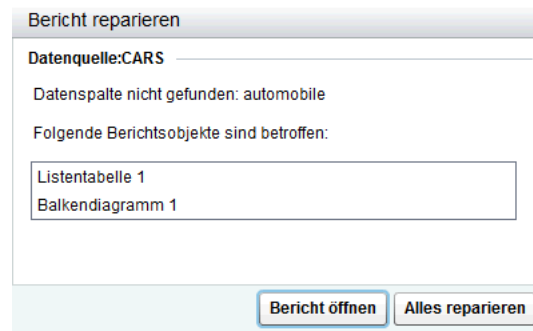 Bericht reparieren
Datenquelle:CARS
Datenspalte nicht gefunden: automobile
Folgende Berichtsobjekte sind betroffen:
Listentabelle 1
Balkendiagramm 1
Bericht öffnen Alles reparieren